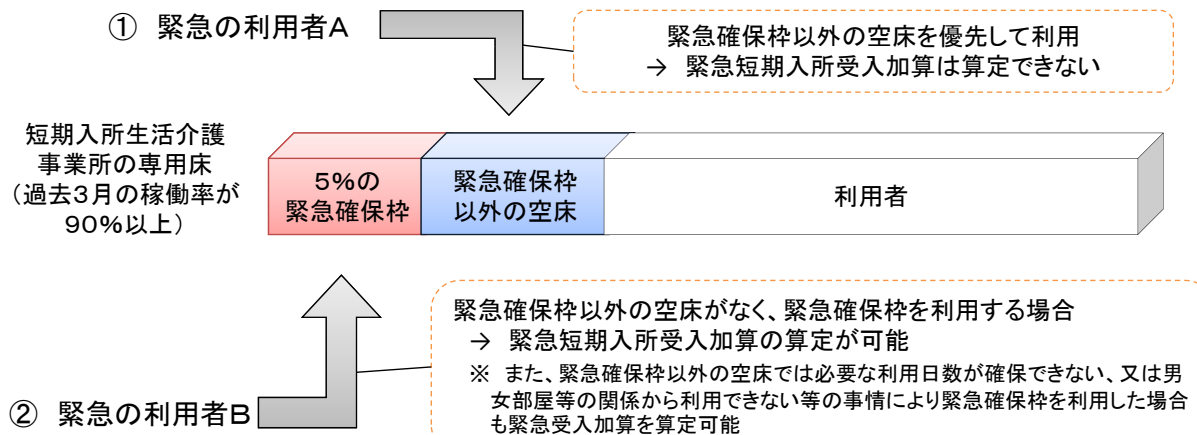 ① 緊急の利用者A
緊急確保枠以外の空床を優先して利用
→ 緊急短期入所受入加算は算定できない
短期入所生活介護
事業所の専用床
（過去３月の稼働率が
90％以上）
５％の
緊急確保枠
緊急確保枠
以外の空床
利用者
緊急確保枠以外の空床がなく、緊急確保枠を利用する場合
→ 緊急短期入所受入加算の算定が可能
※ また、緊急確保枠以外の空床では必要な利用日数が確保できない、又は男
女部屋等の関係から利用できない等の事情により緊急確保枠を利用した場合
も緊急受入加算を算定可能
② 緊急の利用者B